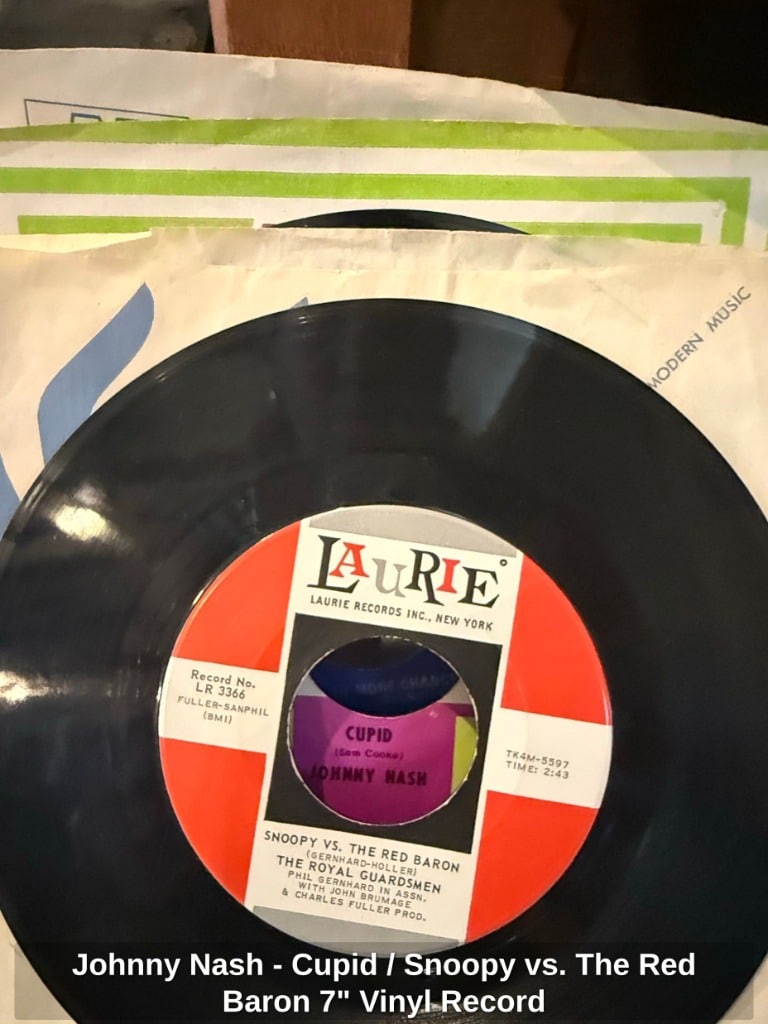 MODERN MUSIC
LAURIE
LAURIE RECORDS INC., NEW YORK
Record No.
LR 3366
FULLER-SANPHIL
(BMI)
MORE
CUPID
(Sam Cooke)
JOHNNY NASH
TK4M-5597
TIME: 2:43
SNOOPY VS. THE RED BARON
(GERNHARD-HOLLER)
THE ROYAL GUARDSMEN
PHIL GERNHARD IN ASSN.
WITH JOHN BRUMAGE
& CHARLES FULLER PROD.
Johnny Nash - Cupid / Snoopy vs. The Red
Baron 7" Vinyl Record